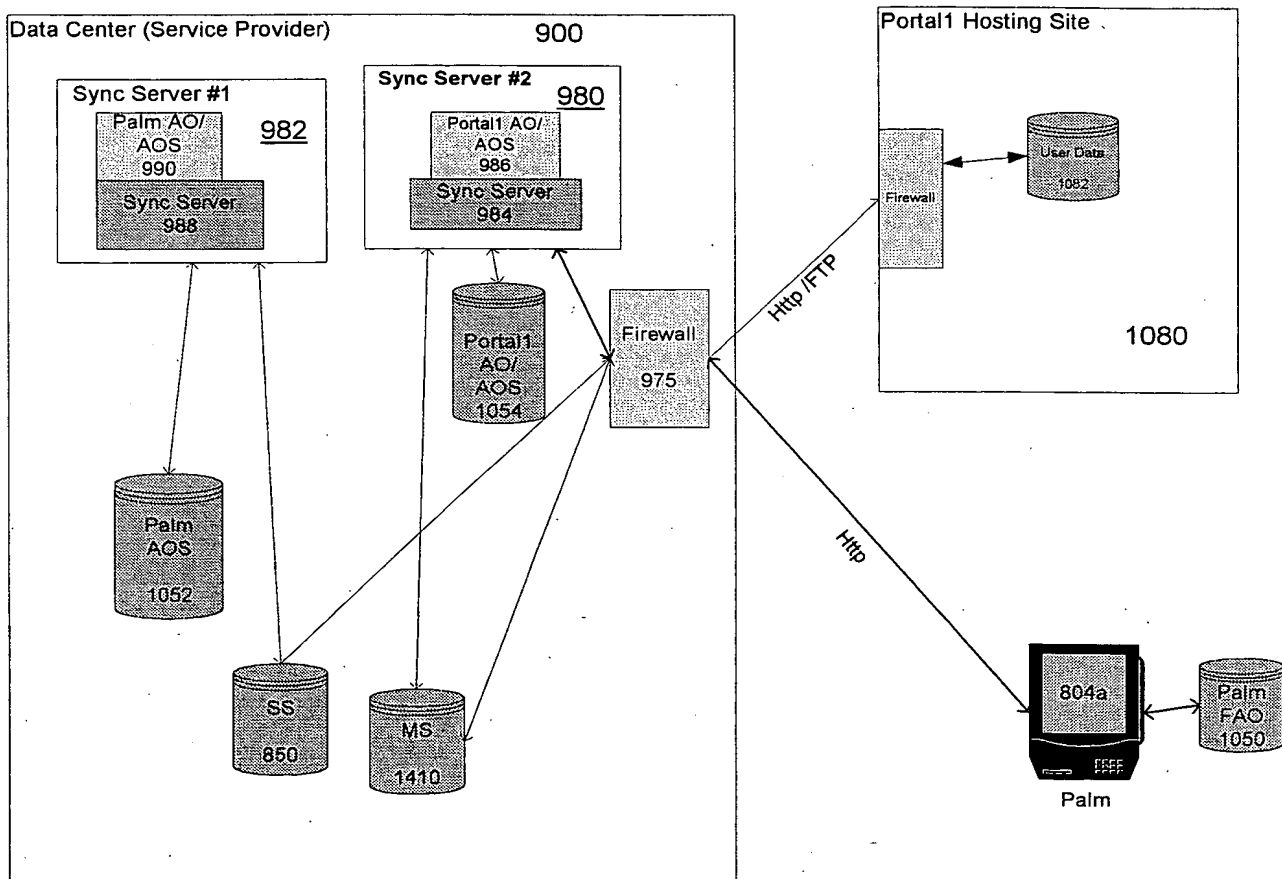 Data Center (Service Provider)
900
Sync Server #1
982
Palm AO/
AOS
990
Sync Server
988
Sync Server #2
980
Portal1 AO/
AOS
986
Sync Server
984
Portal1
AO/
AOS
1054
Firewall
975
Palm
AOS
1052
SS
850
MS
1410
Http /FTP
Http
Portal1 Hosting Site
Firewall
User Data
1082
1080
804a
Palm
Palm
FAO
1050